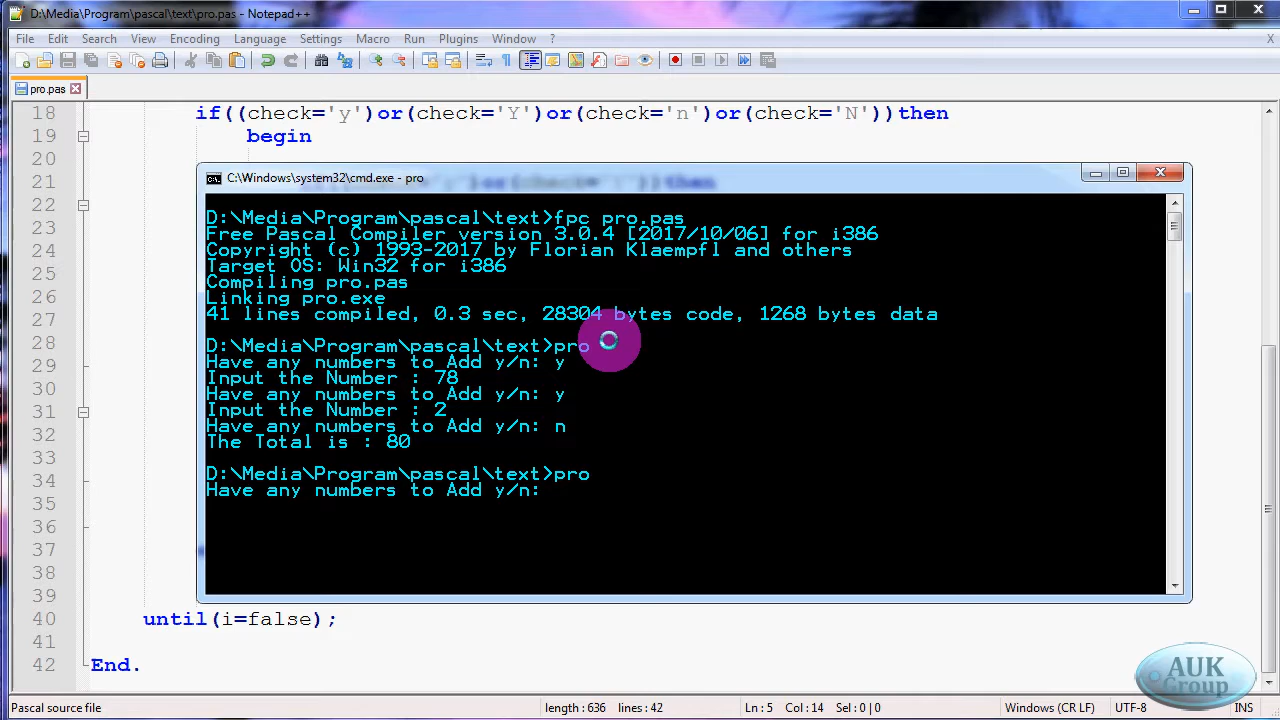 D:\Media\Program\pascal\text\pro.pas - Notepad++
File Edit Search View Encoding Language Settings Macro Run Plugins Window ? X
pro.pas
18 if((check='y')or(check='Y')or(check='n')or(check='N'))then
19 begin
20
C:\Windows\system32\cmd.exe - pro
21
22
D:\Media\Program\pascal\text>fpc pro.pas
23 Free Pascal Compiler version 3.0.4 [2017/10/06] for i386
24 Copyright (c) 1993-2017 by Florian Klaempfl and others
25 Target OS: Win32 for i386
Compiling pro.pas
26 Linking pro.exe
27 41 lines compiled, 0.3 sec, 28304 bytes code, 1268 bytes data
28 D:\Media\Program\pascal\text>pro
29 Have any numbers to Add y/n: y
Input the Number : 78
30 Have any numbers to Add y/n: y
31 Input the Number : 2
Have any numbers to Add y/n: n
32 The Total is : 80
33
34 D:\Media\Program\pascal\text>pro
35 Have any numbers to Add y/n:
36
37
38
39
40 until(i=false);
41
42 End.
AUK
Group
Pascal source file length : 636 lines : 42 Ln : 5 Col : 14 Sel : 0 | 0 Windows (CR LF) UTF-8 INS